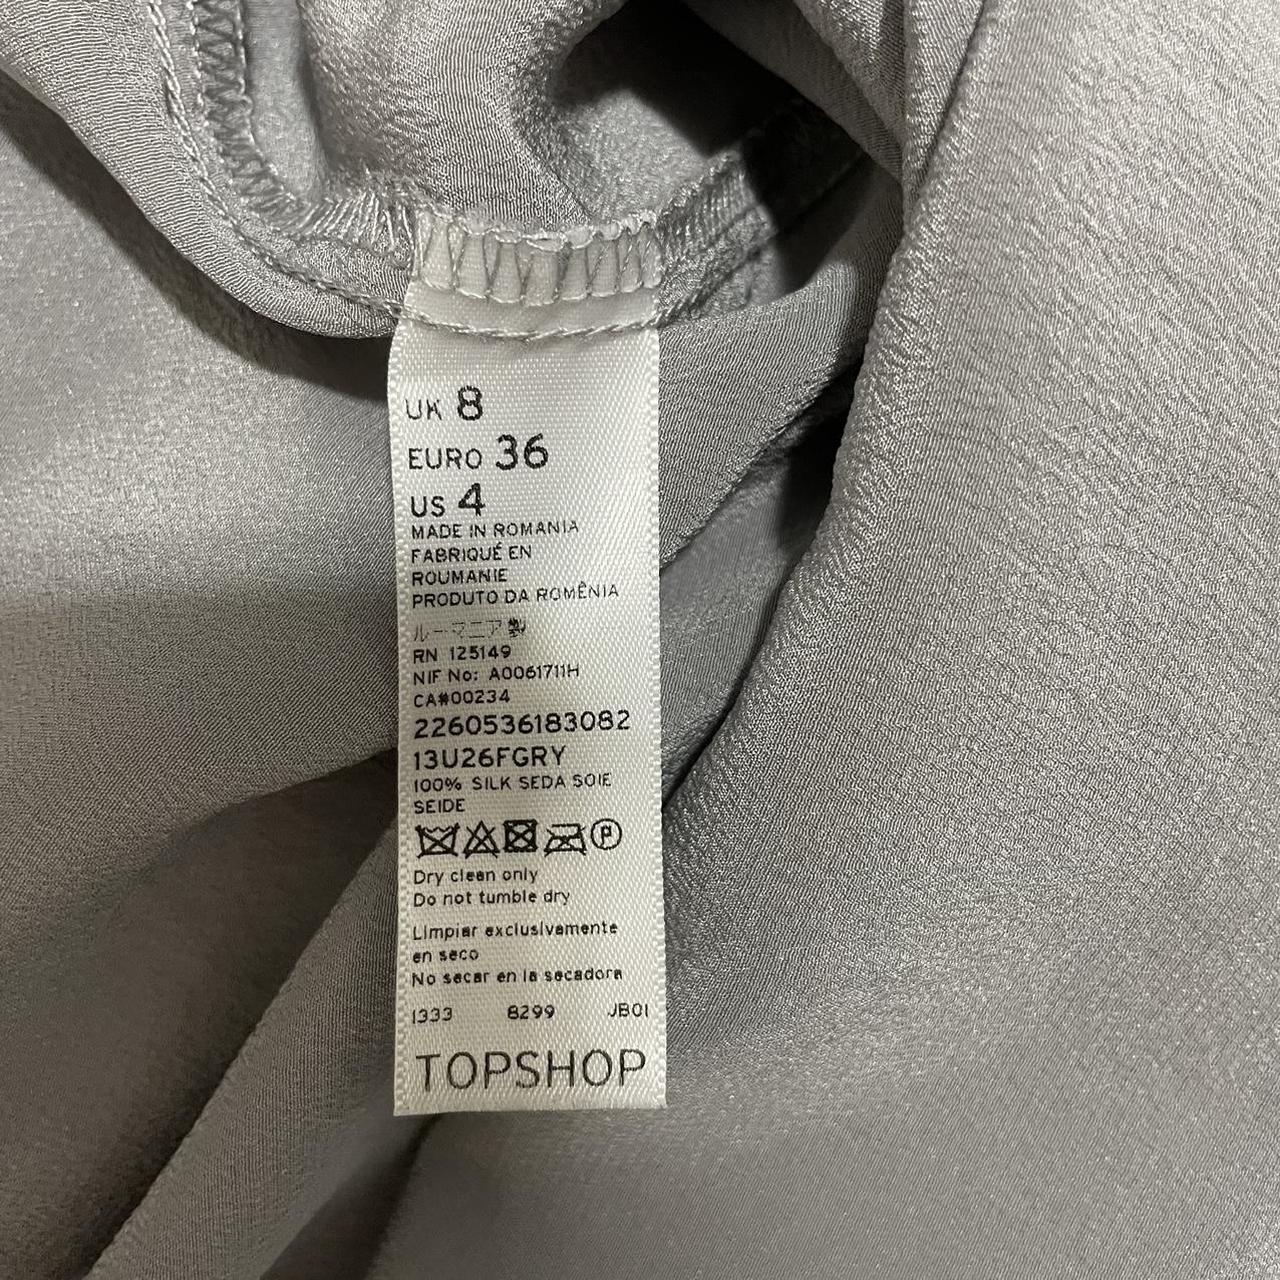 UK 8
EURO 36
US 4
MADE IN ROMANIA
FABRIQUÉ EN
ROUMANIE
PRODUTO DA ROMÊNIA
ルーマニア製
RN 125149
NIF No: A0061711H
CA#00234
2260536183082
13U26FGRY
100% SILK SEDA SOIE
SEIDE
P
Dry clean only
Do not tumble dry
Limpiar exclusivamente
en seco
No secar en la secadora
1333 8299 JB01
TOPSHOP